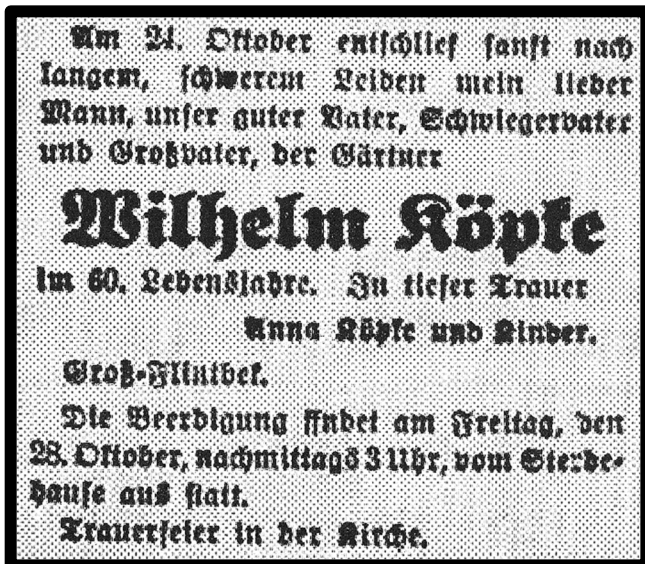 Am 24. Oktober entschlief sanft nach
langem, schwerem Leiden mein lieber
Mann, unser guter Vater, Schwiegervater
und Großvater, der Gärtner
Wilhelm Köpke
im 60. Lebensjahre. In tiefer Trauer
Anna Köpke und Kinder.
Groß-Flintbek.
Die Beerdigung findet am Freitag, den
28. Oktober, nachmittags 3 Uhr, vom Sterbe-
hause aus statt.
Trauerfeier in der Kirche.